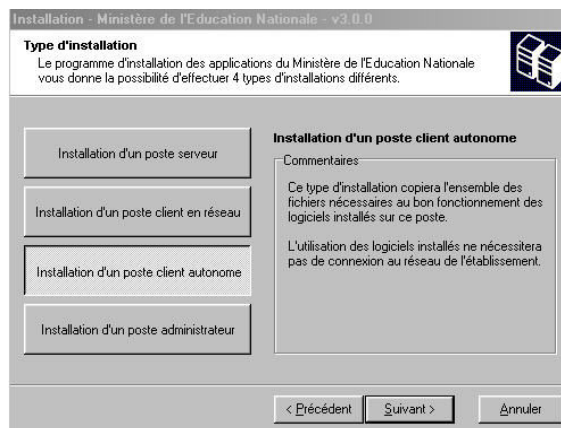 Installation - Ministère de l'Education Nationale - v3.0.0
Type d'installation
Le programme d'installation des applications du Ministère de l'Education Nationale
vous donne la possibilité d'effectuer 4 types d'installations différents.
Installation d'un poste serveur
Installation d'un poste client en réseau
Installation d'un poste client autonome
Installation d'un poste administrateur
Installation d'un poste client autonome
Commentaires
Ce type d'installation copiera l'ensemble des
fichiers nécessaires au bon fonctionnement des
logiciels installés sur ce poste.
L'utilisation des logiciels installés ne nécessitera
pas de connexion au réseau de l'établissement.
< Précédent
Suivant >
Annuler